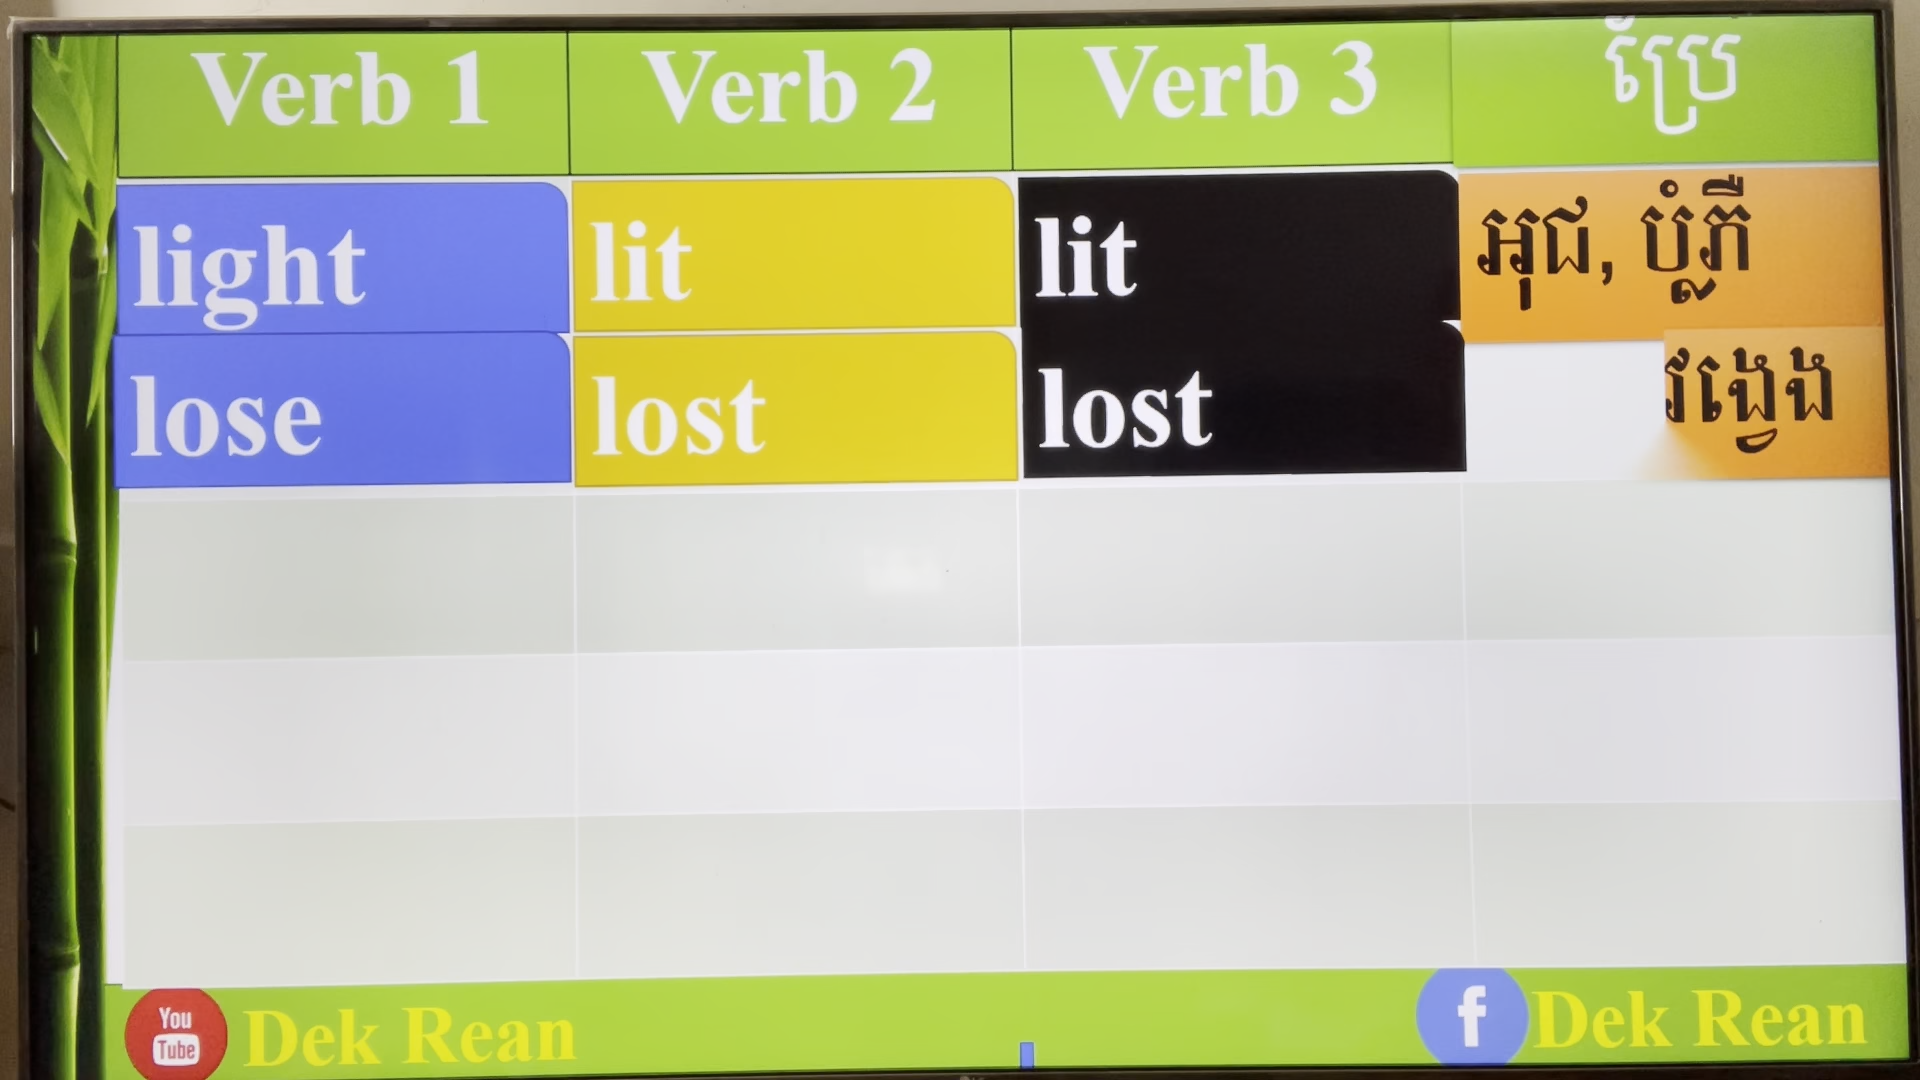 Verb 1 Verb 2 Verb 3 ប្រែ
light lit lit អុជ, បំភ្លឺ
lose lost lost វង្វេង
You Tube Dek Rean f Dek Rean